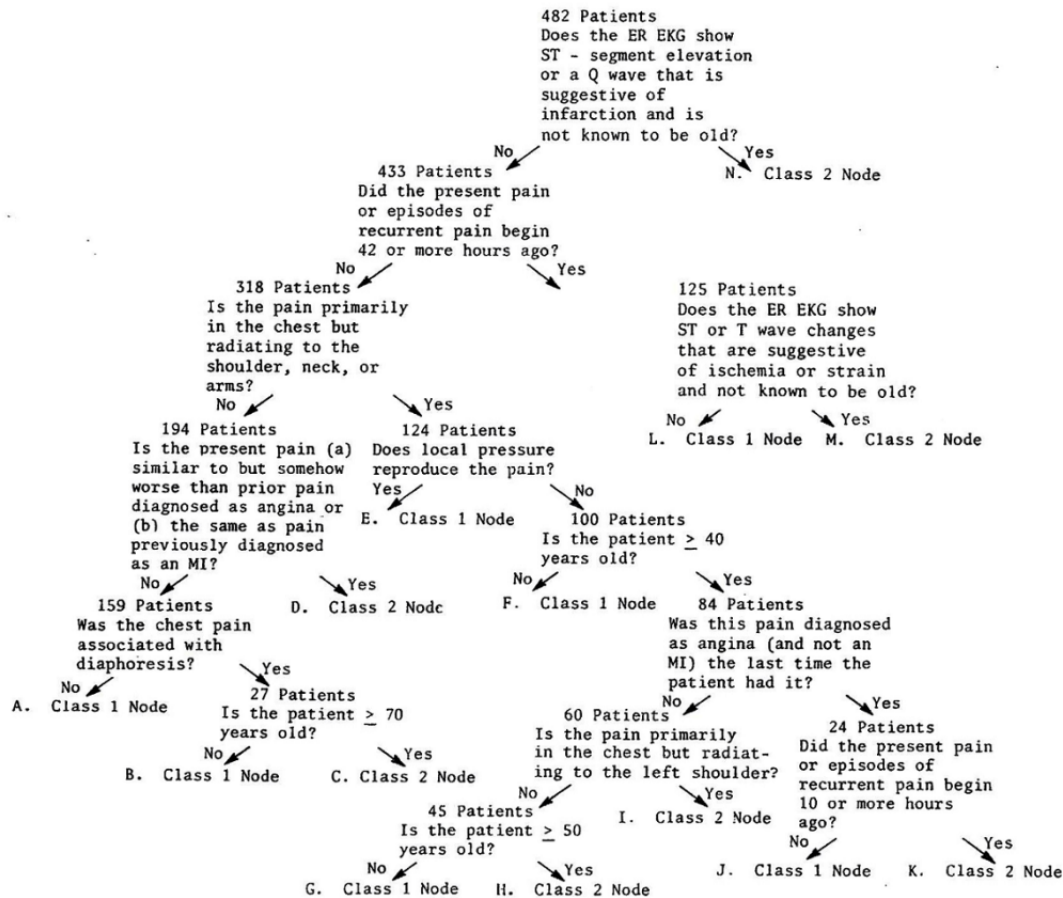 482 Patients
Does the ER EKG show
ST - segment elevation
or a Q wave that is
suggestive of
infarction and is
not known to be old?
No
Yes
433 Patients
Did the present pain
or episodes of
recurrent pain begin
42 or more hours ago?
N. Class 2 Node
No
Yes
318 Patients
Is the pain primarily
in the chest but
radiating to the
shoulder, neck, or
arms?
125 Patients
Does the ER EKG show
ST or T wave changes
that are suggestive
of ischemia or strain
and not known to be old?
No
Yes
No
Yes
L. Class 1 Node
M. Class 2 Node
194 Patients
Is the present pain (a)
similar to but somehow
worse than prior pain
diagnosed as angina or
(b) the same as pain
previously diagnosed
as an MI?
124 Patients
Does local pressure
reproduce the pain?
Yes
No
E. Class 1 Node
100 Patients
Is the patient ≥ 40
years old?
No
Yes
No
Yes
159 Patients
Was the chest pain
associated with
diaphoresis?
D. Class 2 Node
F. Class 1 Node
84 Patients
Was this pain diagnosed
as angina (and not an
MI) the last time the
patient had it?
No
Yes
A. Class 1 Node
27 Patients
Is the patient ≥ 70
years old?
No
Yes
60 Patients
Is the pain primarily
in the chest but radiat-
ing to the left shoulder?
24 Patients
Did the present pain
or episodes of
recurrent pain begin
10 or more hours
ago?
No
Yes
B. Class 1 Node
C. Class 2 Node
No
Yes
45 Patients
Is the patient ≥ 50
years old?
I. Class 2 Node
No
Yes
J. Class 1 Node
K. Class 2 Node
No
Yes
G. Class 1 Node
H. Class 2 Node